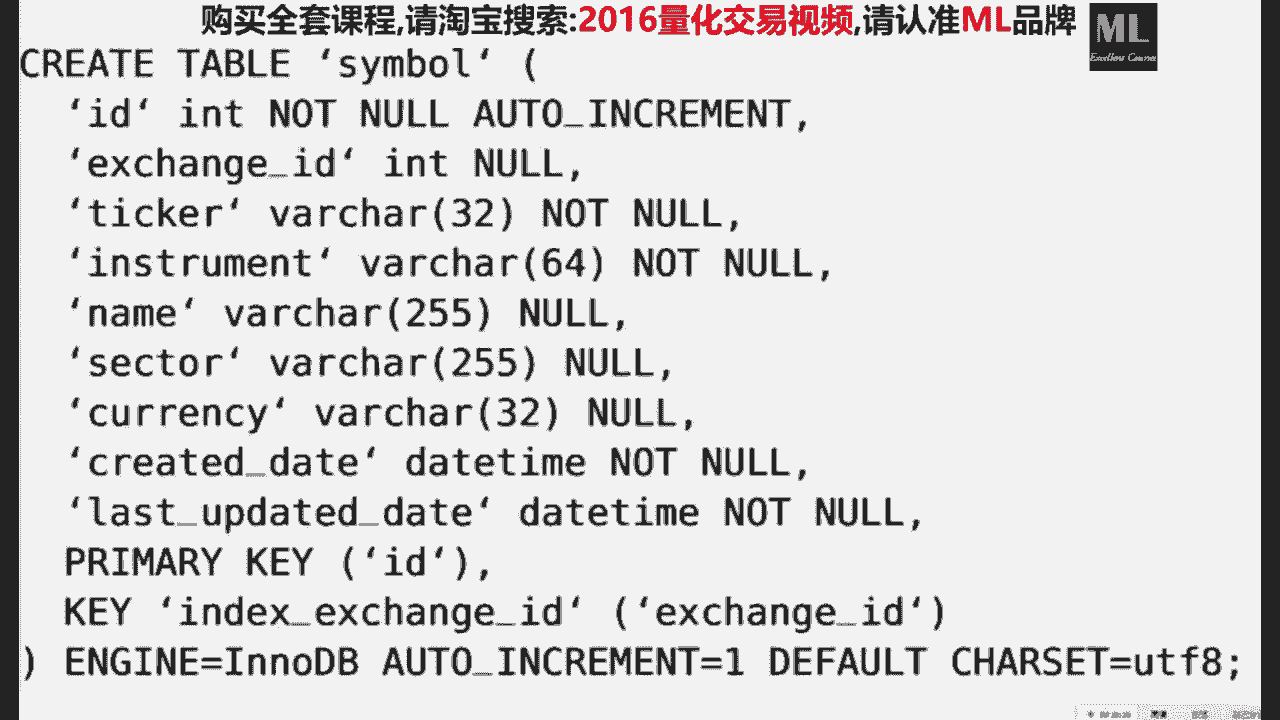 购买全套课程,请淘宝搜索:2016量化交易视频,请认准ML品牌
ML
Excellent Course
CREATE TABLE ‘symbol‘ (
‘id‘ int NOT NULL AUTO_INCREMENT,
‘exchange_id‘ int NULL,
‘ticker‘ varchar(32) NOT NULL,
‘instrument‘ varchar(64) NOT NULL,
‘name‘ varchar(255) NULL,
‘sector‘ varchar(255) NULL,
‘currency‘ varchar(32) NULL,
‘created_date‘ datetime NOT NULL,
‘last_updated_date‘ datetime NOT NULL,
PRIMARY KEY (‘id‘),
KEY ‘index_exchange_id‘ (‘exchange_id‘)
) ENGINE=InnoDB AUTO_INCREMENT=1 DEFAULT CHARSET=utf8;